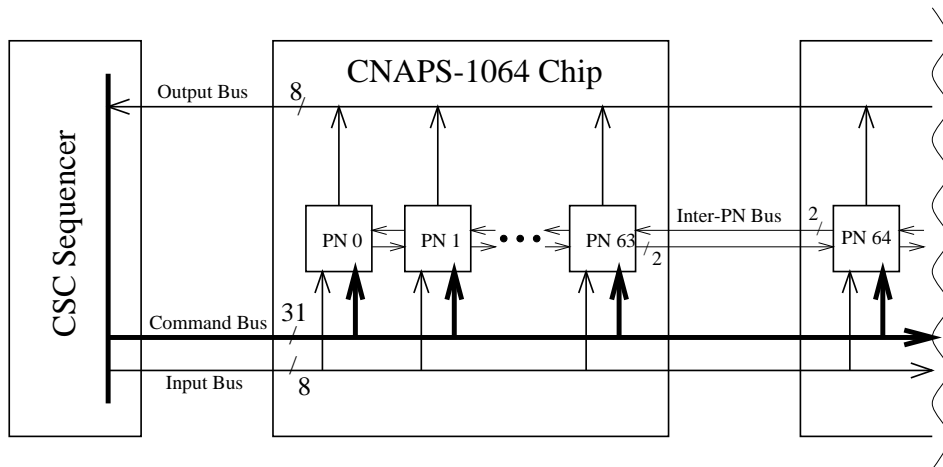 CSC Sequencer
CNAPS-1064 Chip
Output Bus
8
Inter-PN Bus
2
PN 0
PN 1
PN 63
2
PN 64
Command Bus
31
Input Bus
8